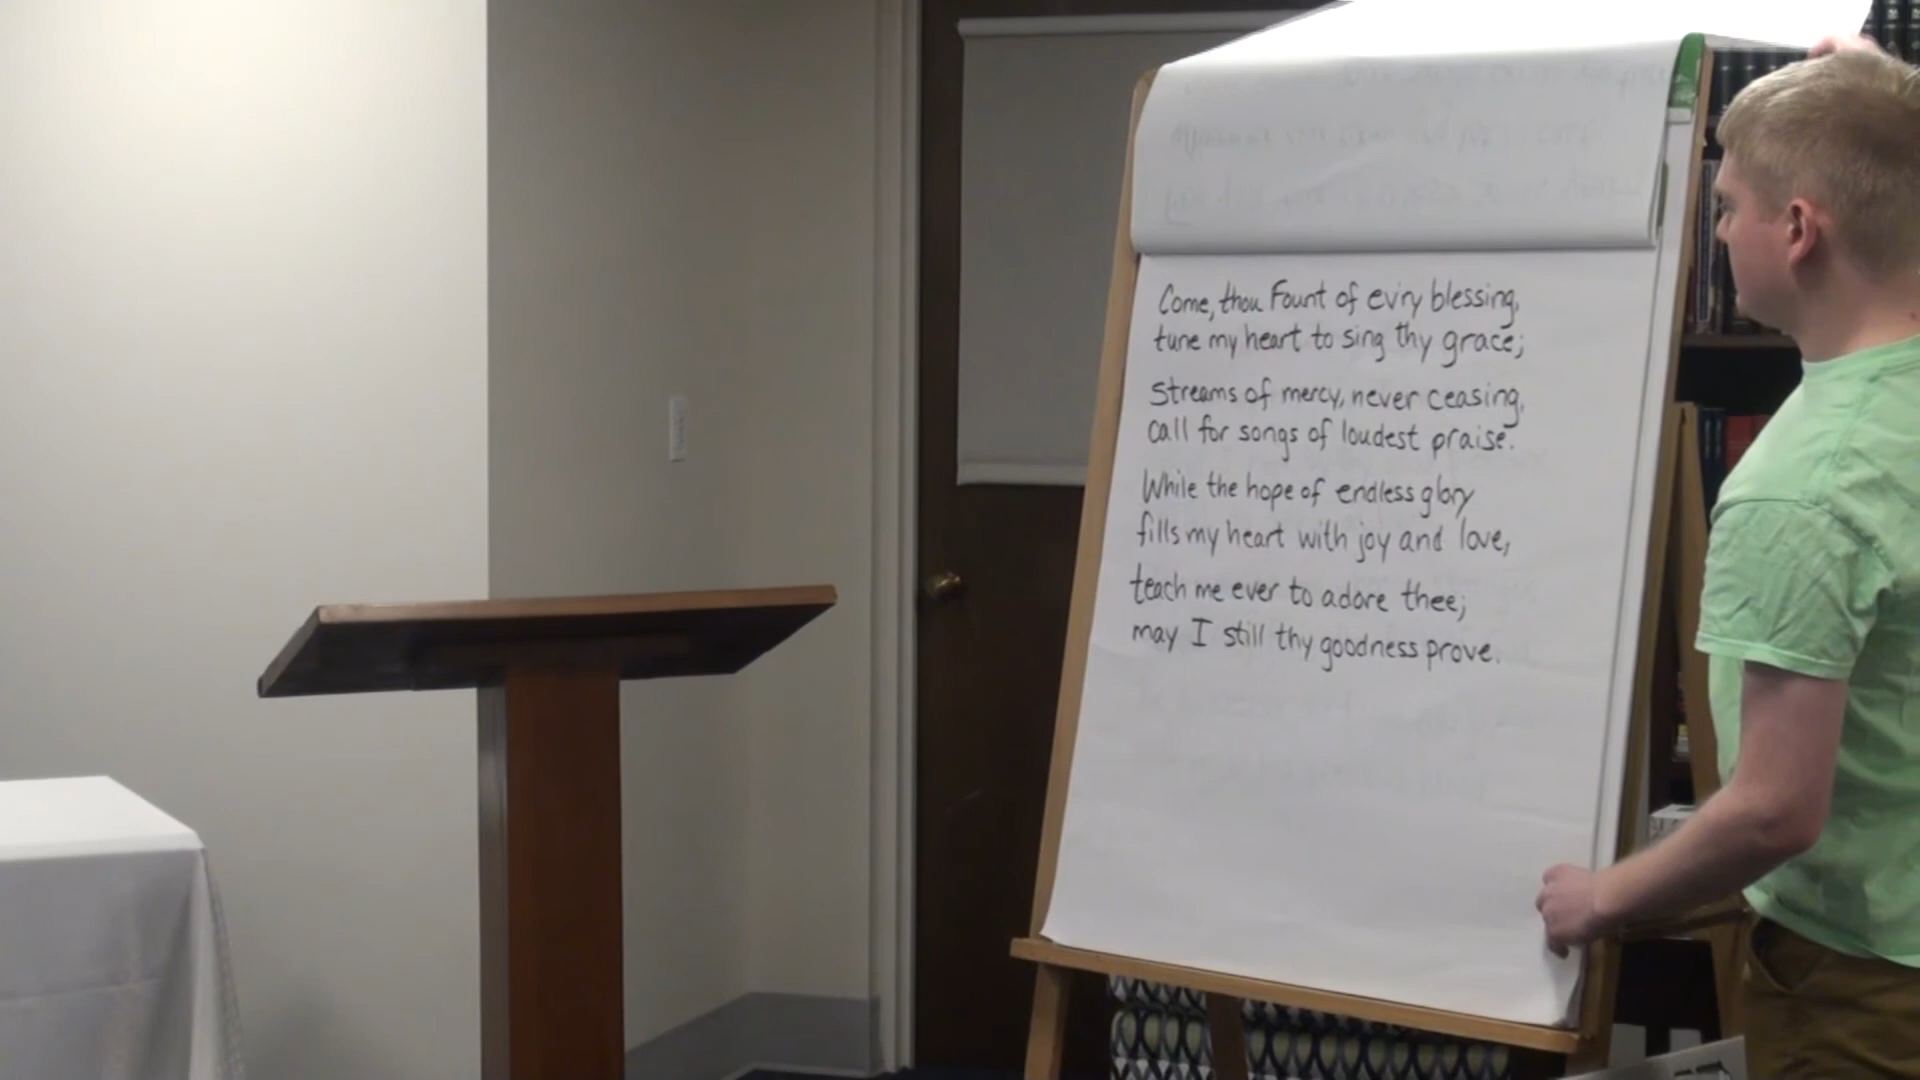 Come, thou Fount of ev'ry blessing,
tune my heart to sing thy grace;
Streams of mercy, never ceasing,
call for songs of loudest praise.
While the hope of endless glory
fills my heart with joy and love,
teach me ever to adore thee;
may I still thy goodness prove.